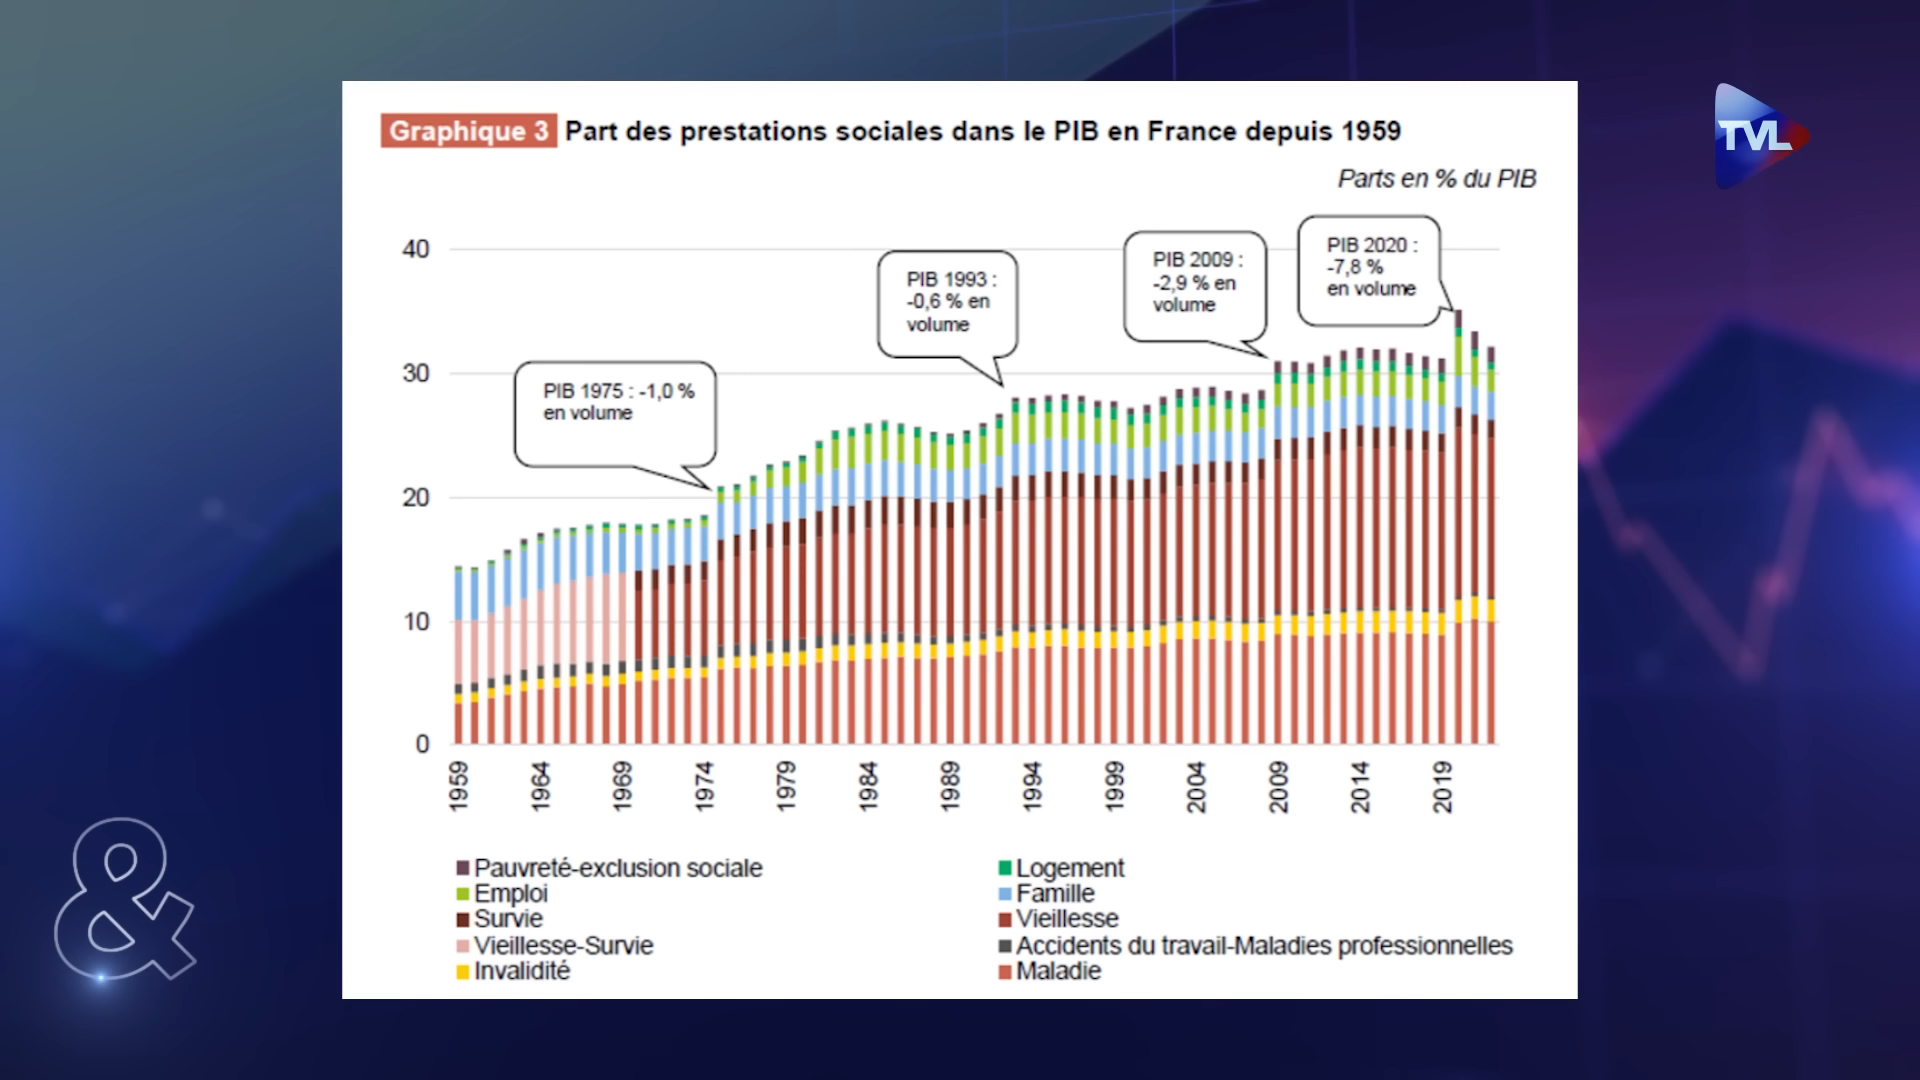 TVL
Graphique 3 Part des prestations sociales dans le PIB en France depuis 1959
Parts en % du PIB
40
30
20
10
0
PIB 1975 : -1,0 %
en volume
PIB 1993 :
-0,6 % en
volume
PIB 2009 :
-2,9 % en
volume
PIB 2020 :
-7,8 %
en volume
1959
1964
1969
1974
1979
1984
1989
1994
1999
2004
2009
2014
2019
Pauvreté-exclusion sociale
Logement
Emploi
Famille
Survie
Vieillesse
Vieillesse-Survie
Accidents du travail-Maladies professionnelles
Invalidité
Maladie
&